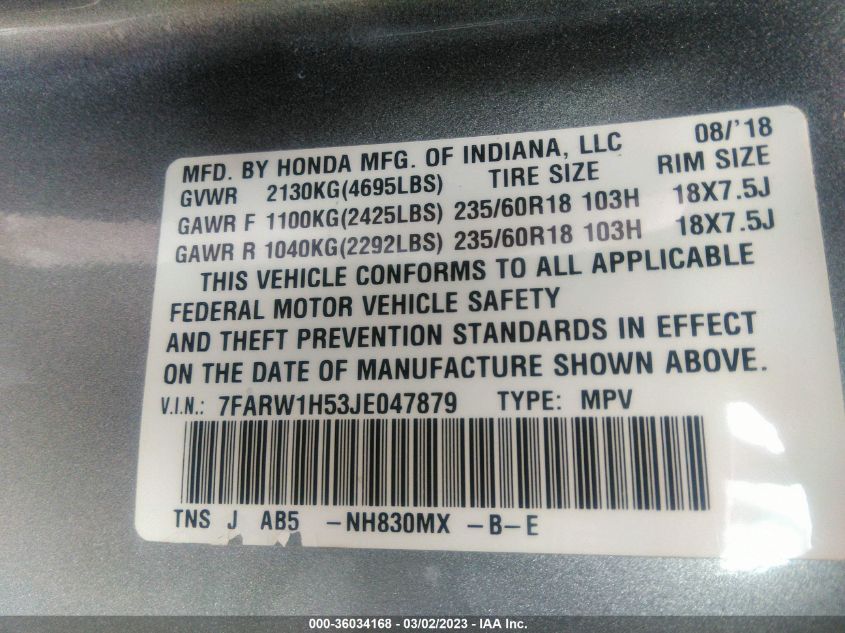 MFD. BY HONDA MFG. OF INDIANA, LLC 08/'18
GVWR 2130KG(4695LBS) TIRE SIZE RIM SIZE
GAWR F 1100KG(2425LBS) 235/60R18 103H 18X7.5J
GAWR R 1040KG(2292LBS) 235/60R18 103H 18X7.5J
THIS VEHICLE CONFORMS TO ALL APPLICABLE
FEDERAL MOTOR VEHICLE SAFETY
AND THEFT PREVENTION STANDARDS IN EFFECT
ON THE DATE OF MANUFACTURE SHOWN ABOVE.
V.I.N.: 7FARW1H53JE047879 TYPE: MPV
TNS J AB5 -NH830MX -B-E
000-36034168 - 03/02/2023 - IAA Inc.